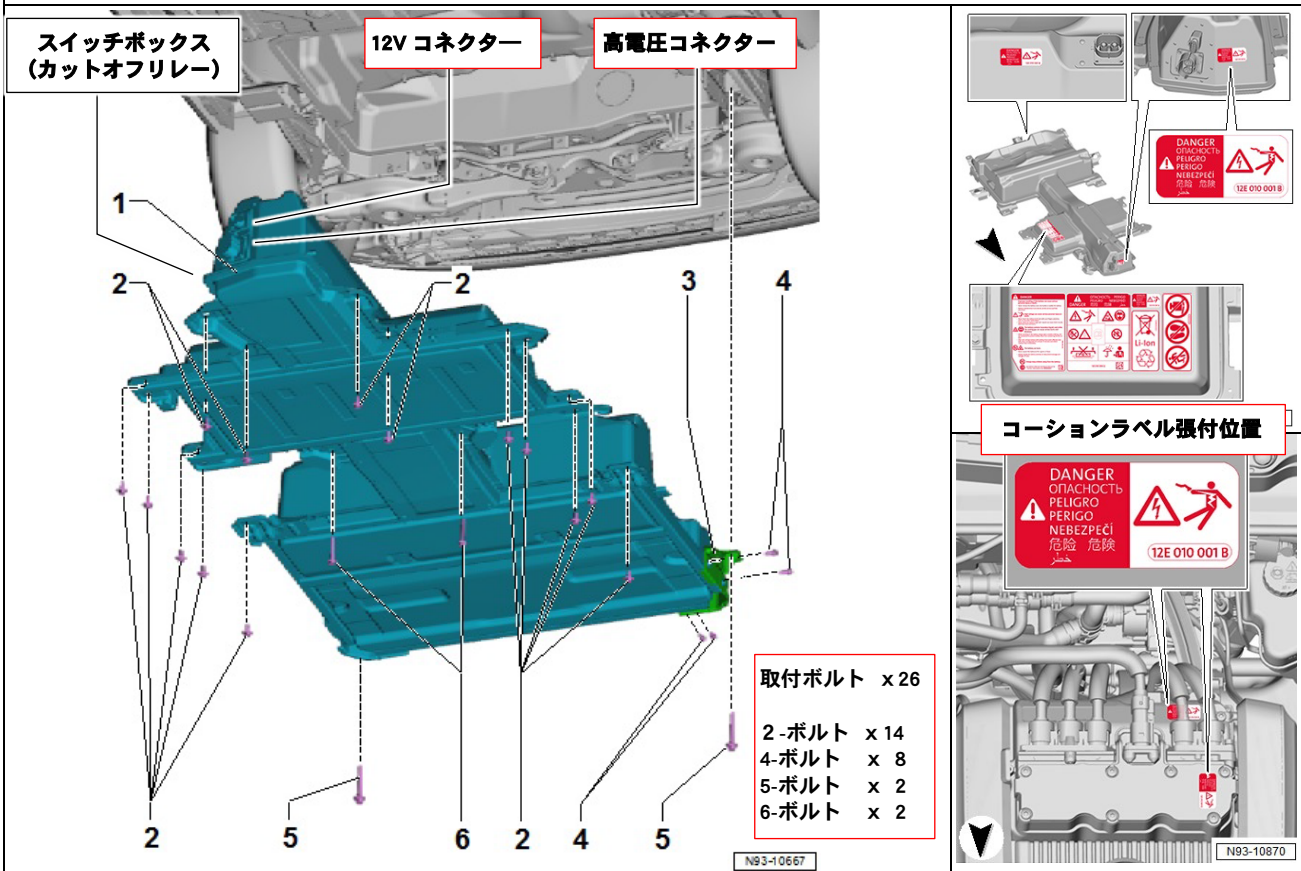 スイッチボックス
（カットオフリレー）
12V コネクター
高電圧コネクター
1
2
2
3
4
2
5
6
2
4
5
取付ボルト x 26
2 -ボルト x 14
4-ボルト x 8
5-ボルト x 2
6-ボルト x 2
N93-10667
DANGER
ОПАСНОСТЬ
PELIGRO
PERIGO
NEBEZPEČÍ
危险 危険
خطر
12E 010 001 B
DANGER
Li-Ion
コーションラベル張付位置
DANGER
ОПАСНОСТЬ
PELIGRO
PERIGO
NEBEZPEČÍ
危险 危険
خطر
12E 010 001 B
N93-10870